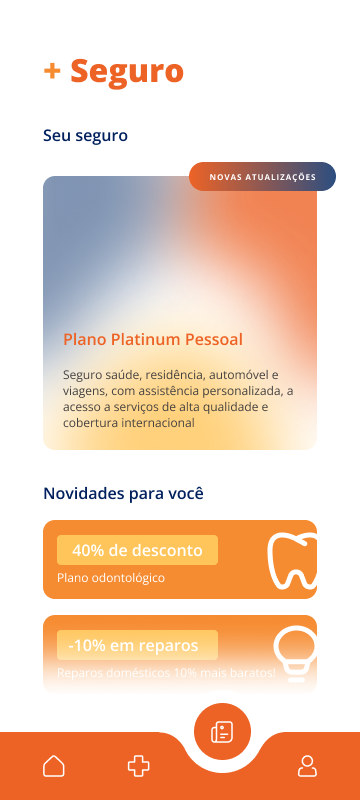 + Seguro
Seu seguro
NOVAS ATUALIZAÇÕES
Plano Platinum Pessoal
Seguro saúde, residência, automóvel e
viagens, com assistência personalizada, a
acesso a serviços de alta qualidade e
cobertura internacional
Novidades para você
40% de desconto
Plano odontológico
-10% em reparos
Reparos domésticos 10% mais baratos!